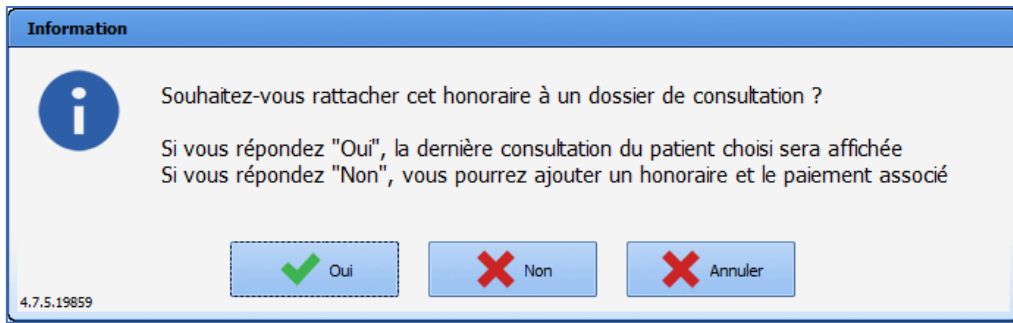 Information
Souhaitez-vous rattacher cet honoraire à un dossier de consultation ?
Si vous répondez "Oui", la dernière consultation du patient choisi sera affichée
Si vous répondez "Non", vous pourrez ajouter un honoraire et le paiement associé
Oui
Non
Annuler
4.7.5.19859